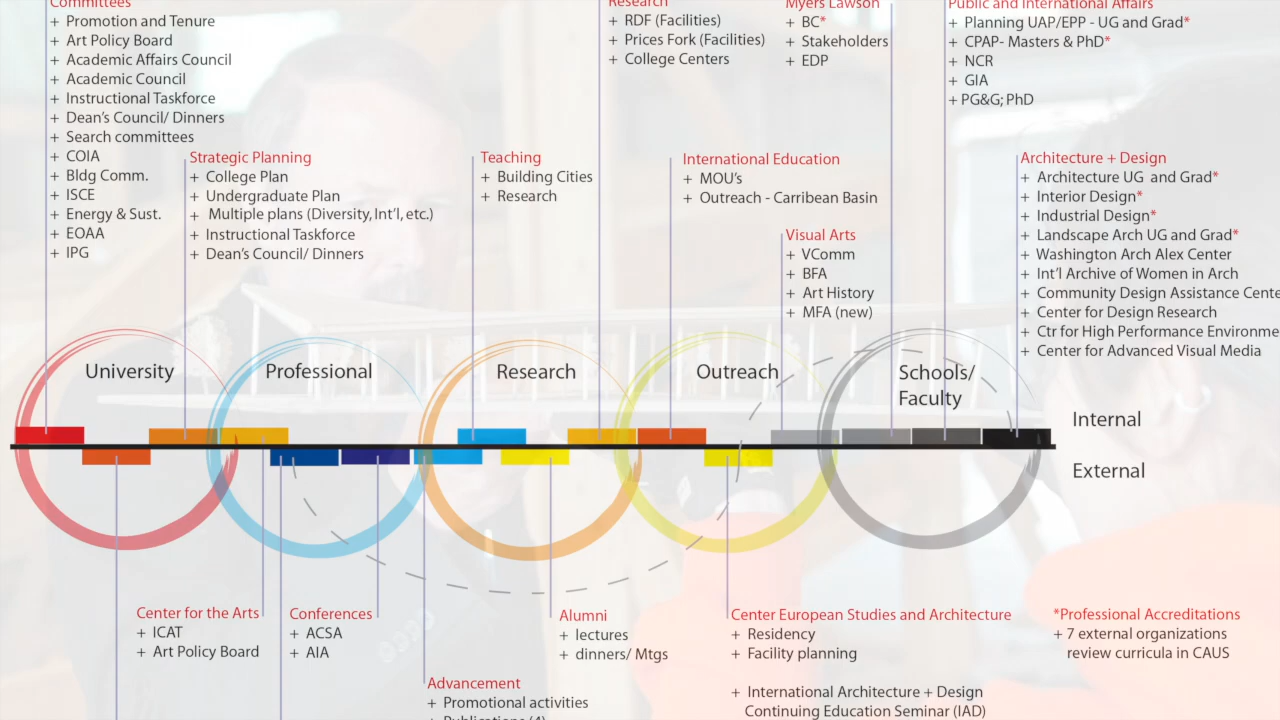 Committees
+ Promotion and Tenure
+ Art Policy Board
+ Academic Affairs Council
+ Academic Council
+ Instructional Taskforce
+ Dean's Council/ Dinners
+ Search committees
+ COIA
+ Bldg Comm.
+ ISCE
+ Energy & Sust.
+ EOAA
+ IPG
Strategic Planning
+ College Plan
+ Undergraduate Plan
+ Multiple plans (Diversity, Int'l, etc.)
+ Instructional Taskforce
+ Dean's Council/ Dinners
Teaching
+ Building Cities
+ Research
Research
+ RDF (Facilities)
+ Prices Fork (Facilities)
+ College Centers
International Education
+ MOU's
+ Outreach - Carribean Basin
Myers Lawson
+ BC*
+ Stakeholders
+ EDP
Visual Arts
+ VComm
+ BFA
+ Art History
+ MFA (new)
Public and International Affairs
+ Planning UAP/EPP - UG and Grad*
+ CPAP- Masters & PhD*
+ NCR
+ GIA
+ PG&G; PhD
Architecture + Design
+ Architecture UG and Grad*
+ Interior Design*
+ Industrial Design*
+ Landscape Arch UG and Grad*
+ Washington Arch Alex Center
+ Int'l Archive of Women in Arch
+ Community Design Assistance Cente
+ Center for Design Research
+ Ctr for High Performance Environme
+ Center for Advanced Visual Media
University
Professional
Research
Outreach
Schools/
Faculty
Internal
External
Center for the Arts
+ ICAT
+ Art Policy Board
Conferences
+ ACSA
+ AIA
Advancement
+ Promotional activities
+ Publications (4)
Alumni
+ lectures
+ dinners/ Mtgs
Center European Studies and Architecture
+ Residency
+ Facility planning
+ International Architecture + Design
Continuing Education Seminar (IAD)
*Professional Accreditations
+ 7 external organizations
review curricula in CAUS